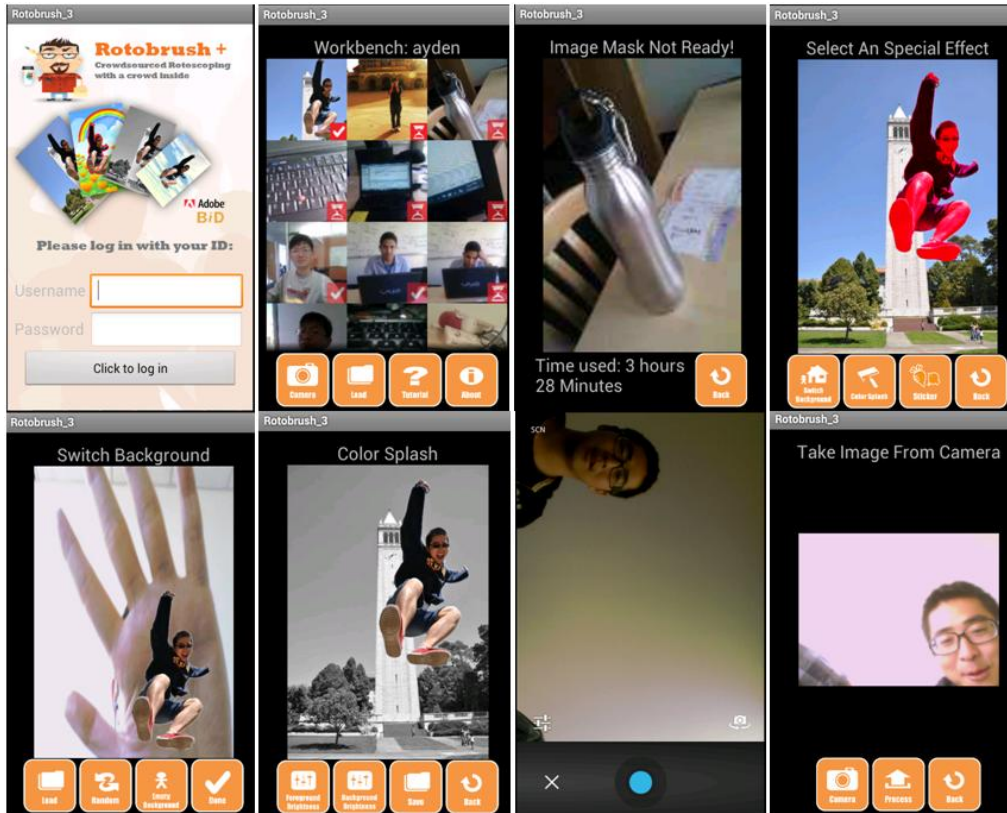 Rotobrush_3
Rotobrush +
Crowdsourced Rotoscoping
with a crowd inside
Adobe
BiD
Please log in with your ID:
Username
Password
Click to log in
Rotobrush_3
Workbench: ayden
Camera
Load
Tutorial
About
Rotobrush_3
Image Mask Not Ready!
Time used: 3 hours
28 Minutes
Back
Rotobrush_3
Select An Special Effect
Switch
Background
Color Splash
Sticker
Back
Rotobrush_3
Switch Background
Load
Random
Empty
Background
Done
Rotobrush_3
Color Splash
Foreground
Brightness
Background
Brightness
Save
Back
SCN
Rotobrush_3
Take Image From Camera
Camera
Process
Back